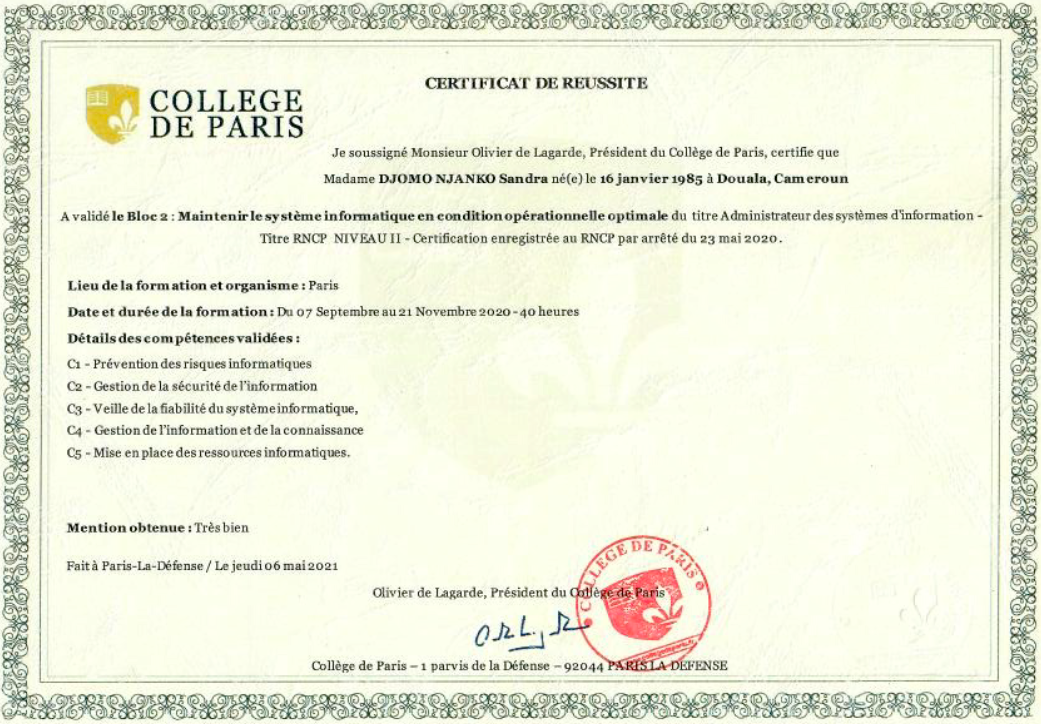 CERTIFICAT DE REUSSITE
COLLEGE
DE PARIS
Je soussigné Monsieur Olivier de Lagarde, Président du Collège de Paris, certifie que
Madame DJOMO NJANKO Sandra né(e) le 16 janvier 1985 à Douala, Cameroun
A validé le Bloc 2 : Maintenir le système informatique en condition opérationnelle optimale du titre Administrateur des systèmes d'information -
Titre RNCP NIVEAU II - Certification enregistrée au RNCP par arrêté du 23 mai 2020.
Lieu de la formation et organisme : Paris
Date et durée de la formation : Du 07 Septembre au 21 Novembre 2020 - 40 heures
Détails des compétences validées :
C1 - Prévention des risques informatiques
C2 - Gestion de la sécurité de l'information
C3 - Veille de la fiabilité du système informatique,
C4 - Gestion de l'information et de la connaissance
C5 - Mise en place des ressources informatiques.
Mention obtenue : Très bien
Fait à Paris-La-Défense / Le jeudi 06 mai 2021
COLLEGE DE PARIS
Olivier de Lagarde, Président du Collège de Paris
Collège de Paris – 1 parvis de la Défense – 92044 PARIS LA DEFENSE